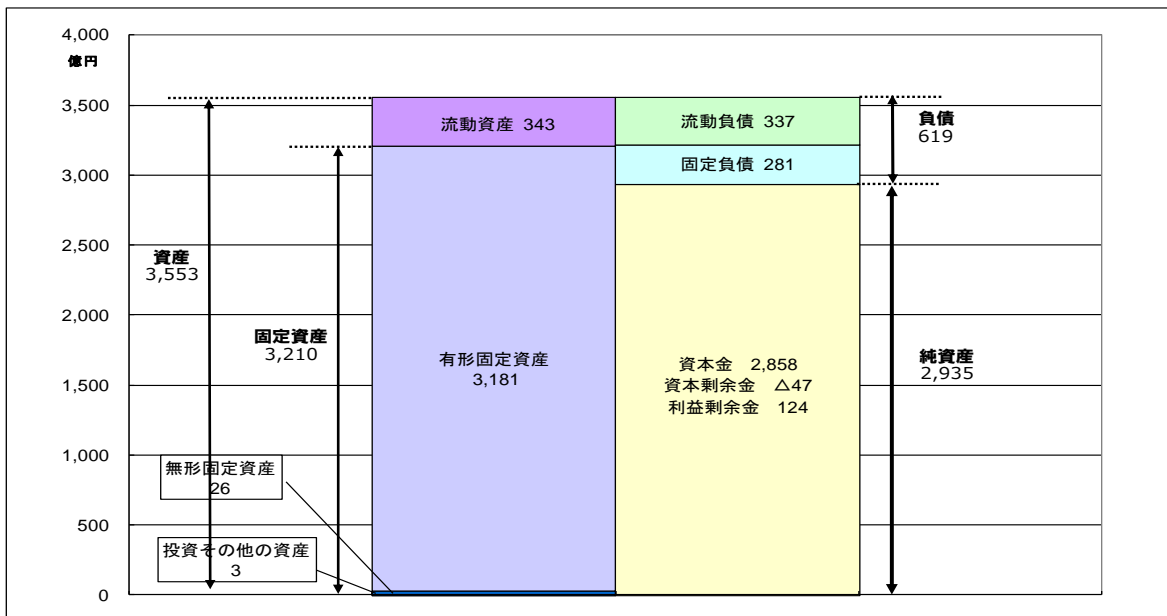 4,000
億円
3,500
3,000
2,500
2,000
1,500
1,000
500
0
資産
3,553
固定資産
3,210
無形固定資産
26
投資その他の資産
3
流動資産 343
有形固定資産
3,181
流動負債 337
固定負債 281
資本金 2,858
資本剰余金 △47
利益剰余金 124
負債
619
純資産
2,935